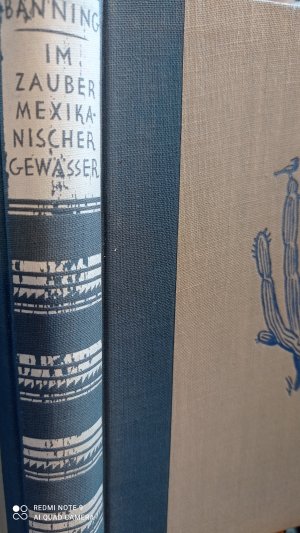 BANNING
IM
ZAUBER
MEXIKA-
NISCHER
GEWÄSSER
REDMI NOTE 9
AI QUAD CAMERA